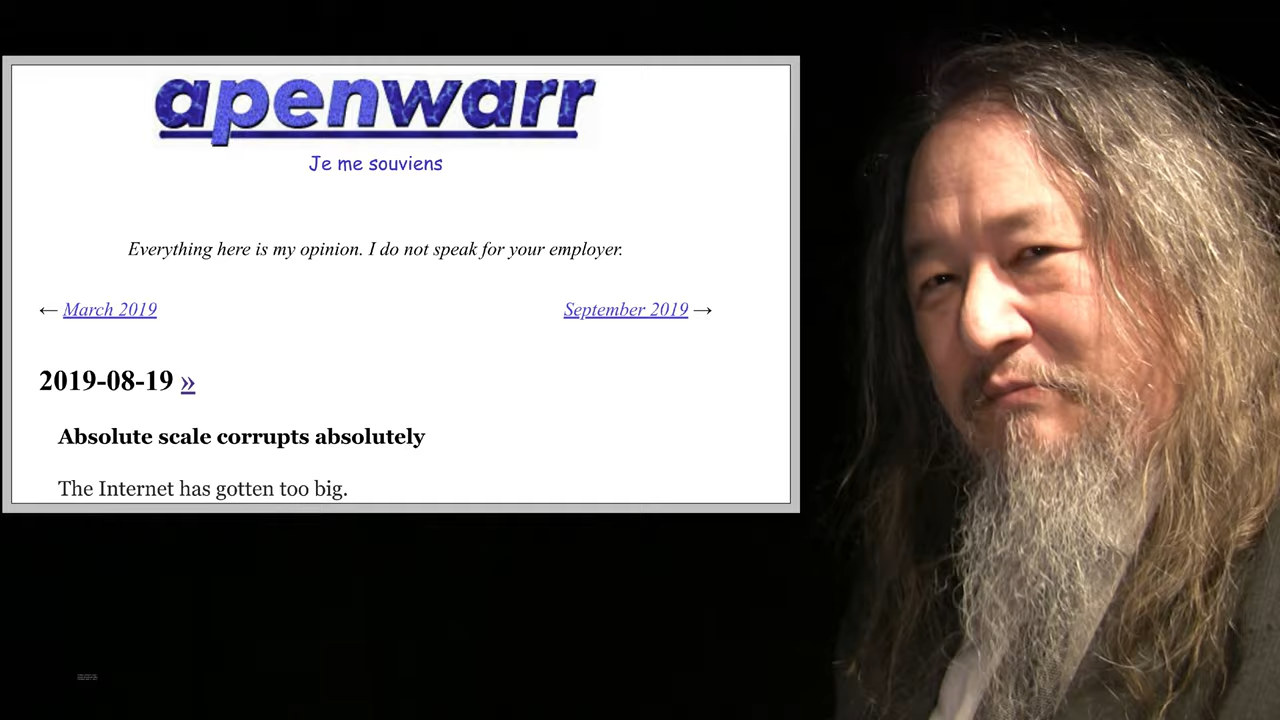 apenwarr
Je me souviens
Everything here is my opinion. I do not speak for your employer.
← March 2019 September 2019 →
2019-08-19 »
Absolute scale corrupts absolutely
The Internet has gotten too big.